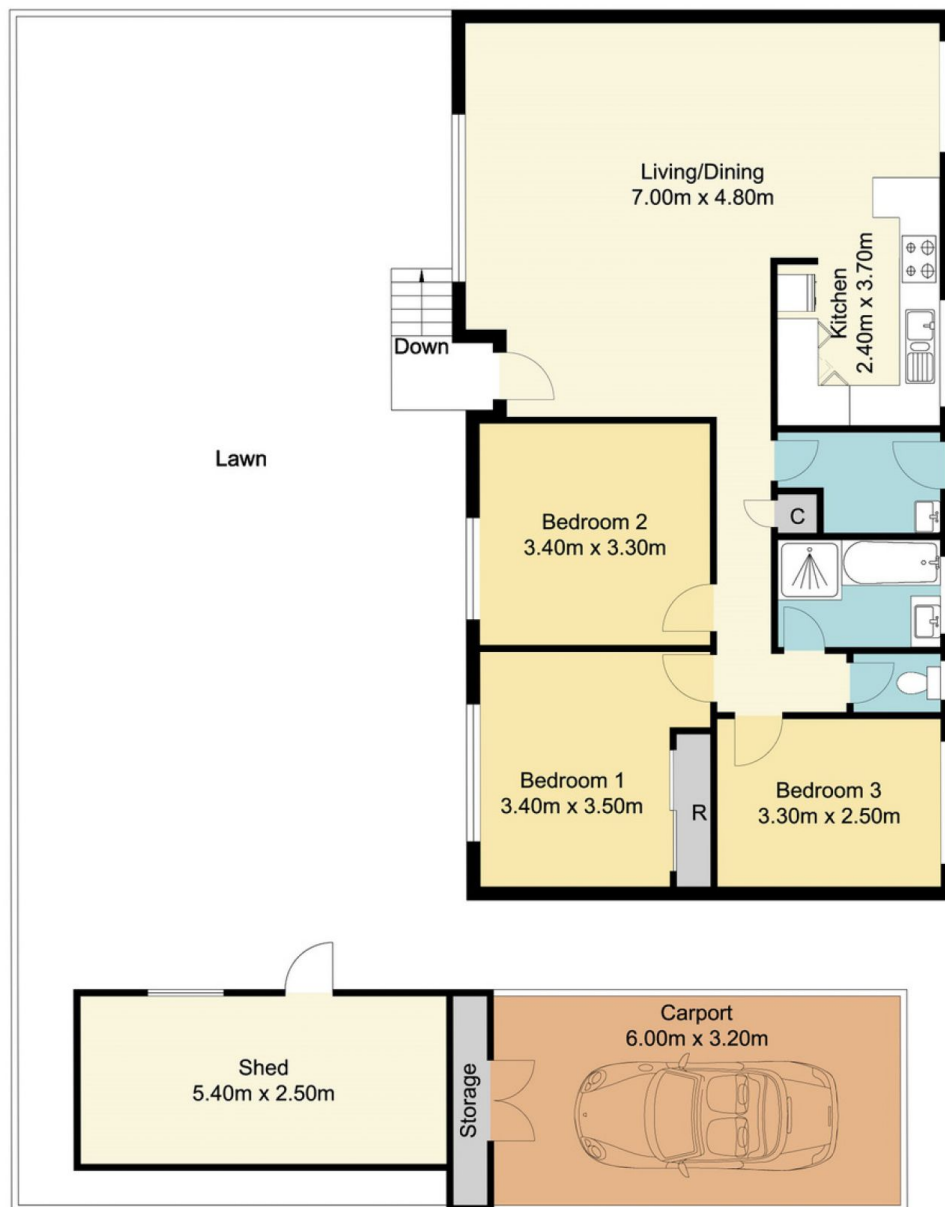 Living/Dining
7.00m x 4.80m
Kitchen
2.40m x 3.70m
Down
Lawn
C
Bedroom 2
3.40m x 3.30m
Bedroom 1
3.40m x 3.50m
R
Bedroom 3
3.30m x 2.50m
Carport
6.00m x 3.20m
Shed
5.40m x 2.50m
Storage